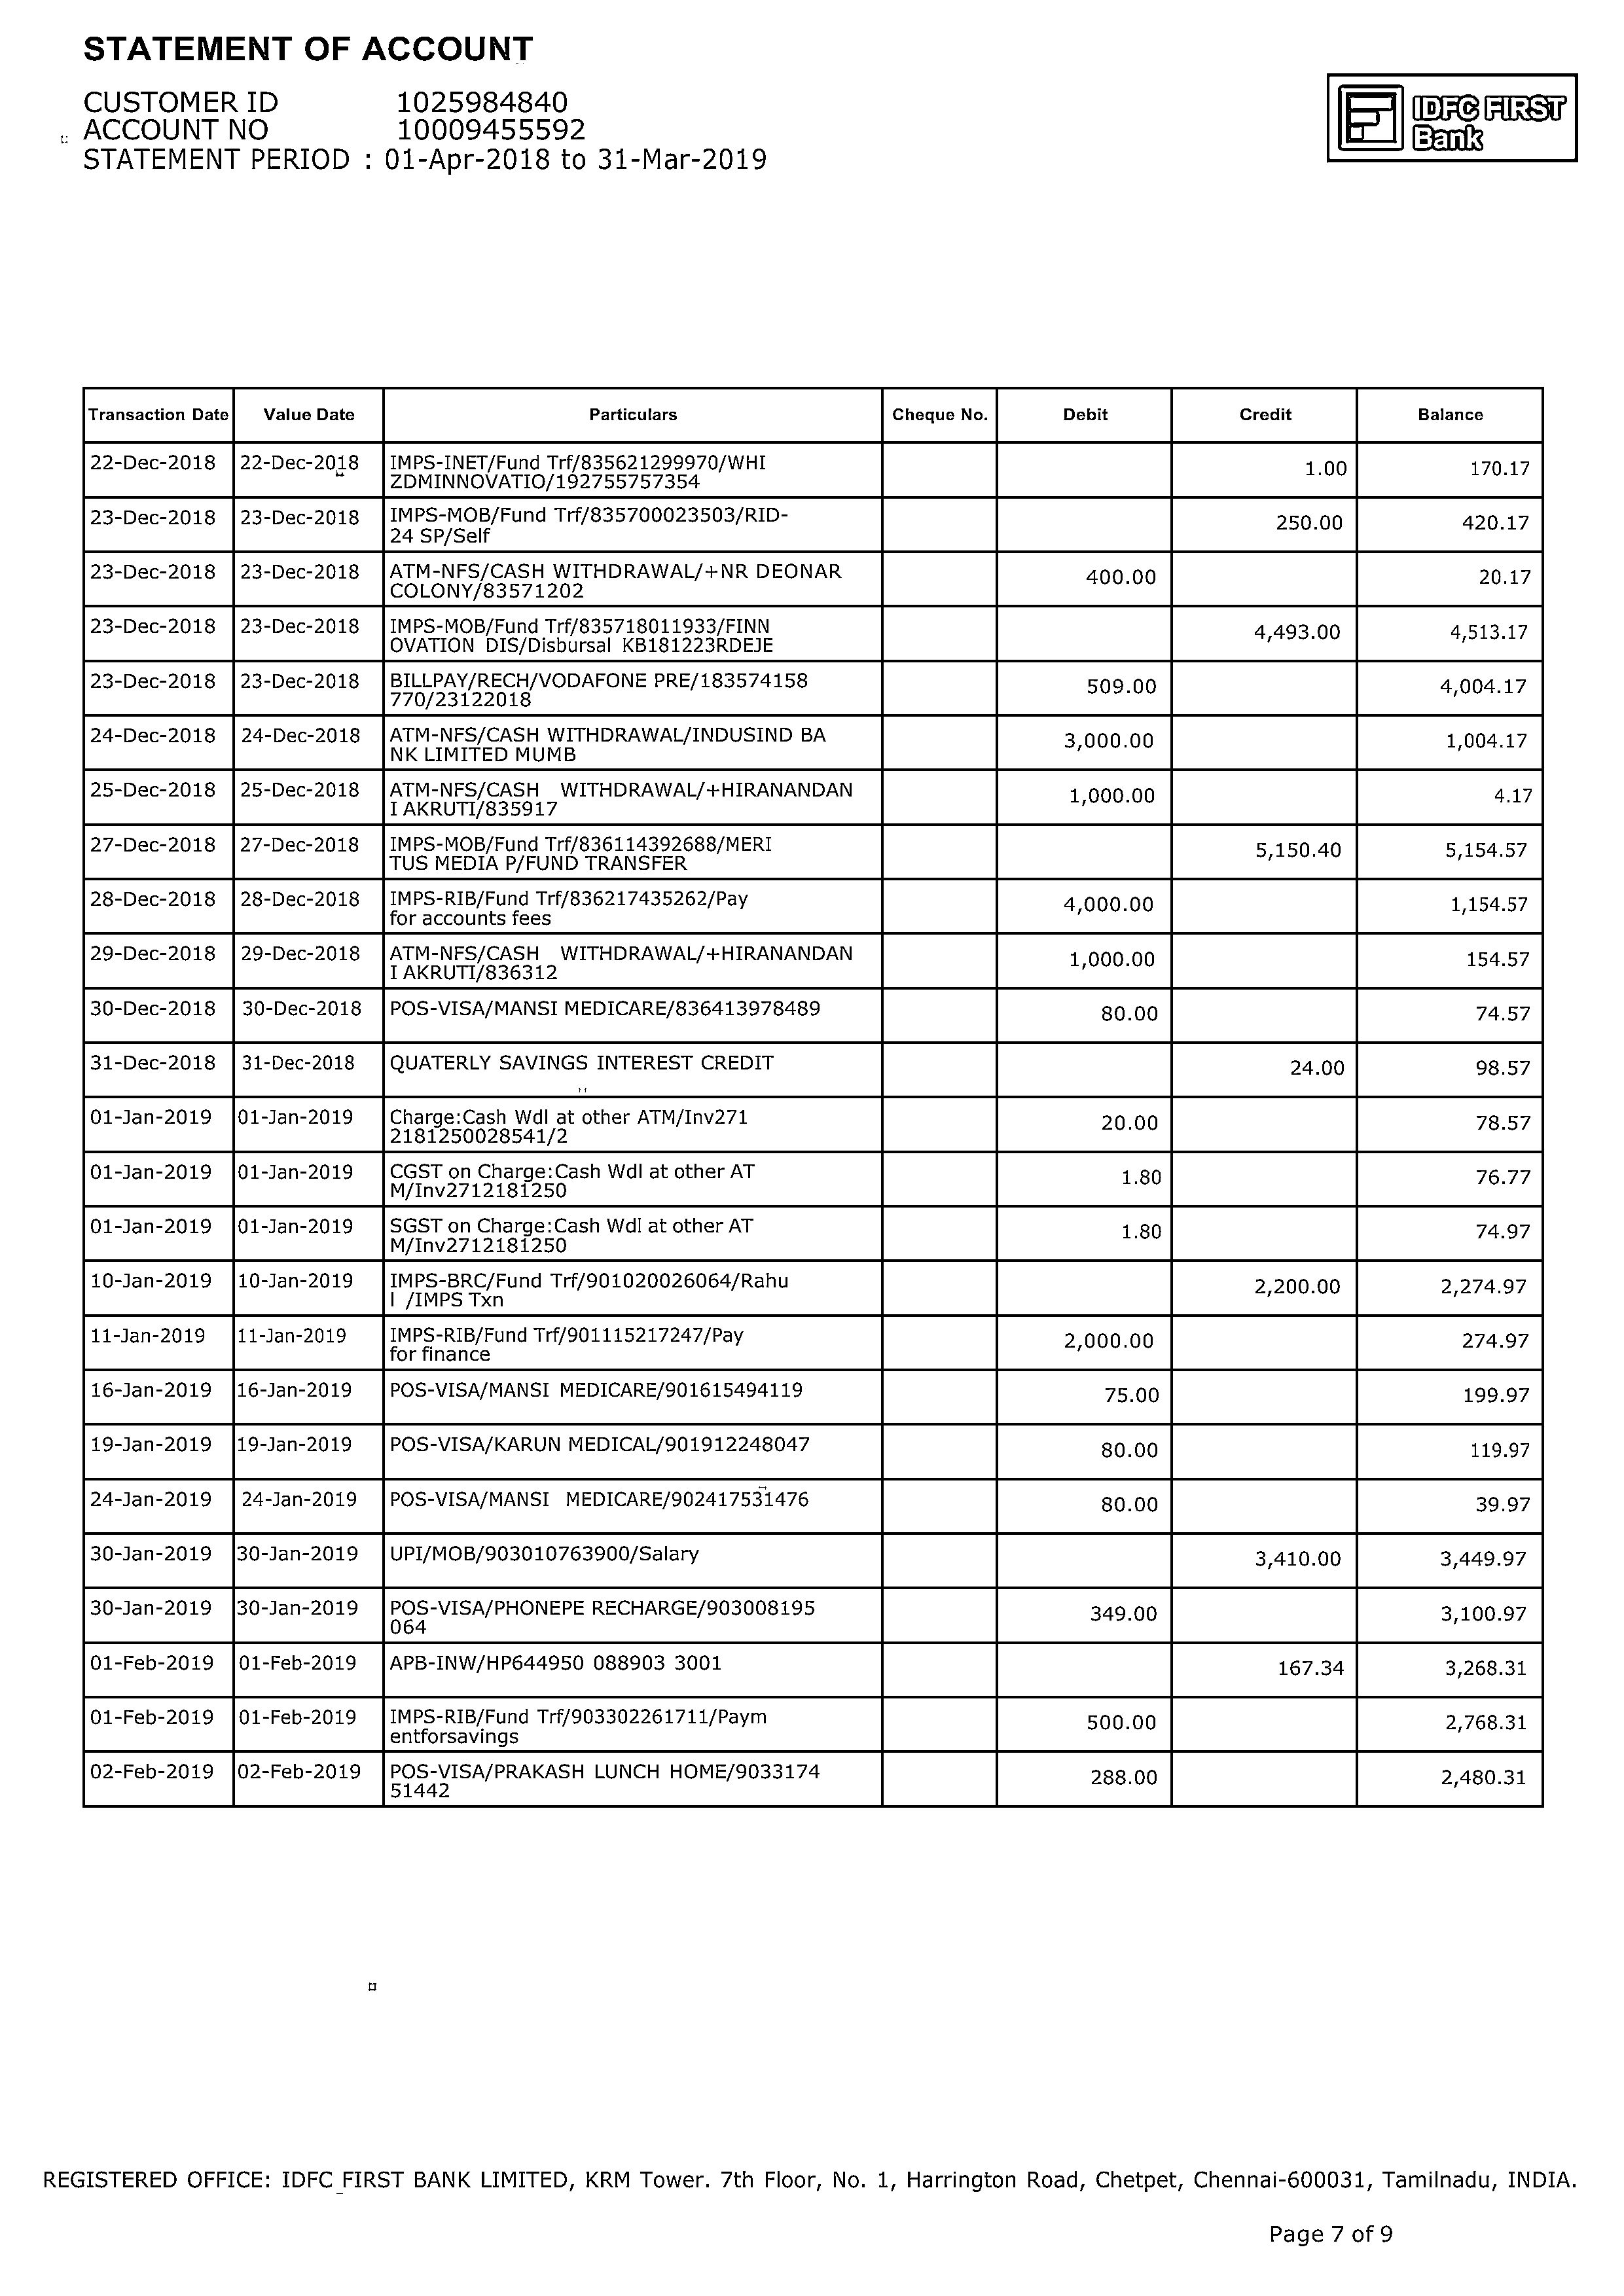 STATEMENT OF ACCOUNT
CUSTOMER ID 1025984840
ACCOUNT NO 10009455592
STATEMENT PERIOD : 01-Apr-2018 to 31-Mar-2019
IDFC FIRST
Bank
Transaction Date Value Date Particulars Cheque No. Debit Credit Balance
22-Dec-2018 22-Dec-2018 IMPS-INET/Fund Trf/835621299970/WHI 1.00 170.17
ZDMINNOVATIO/192755757354
23-Dec-2018 23-Dec-2018 IMPS-MOB/Fund Trf/835700023503/RID- 250.00 420.17
24 SP/Self
23-Dec-2018 23-Dec-2018 ATM-NFS/CASH WITHDRAWAL/+NR DEONAR 400.00 20.17
COLONY/83571202
23-Dec-2018 23-Dec-2018 IMPS-MOB/Fund Trf/835718011933/FINN 4,493.00 4,513.17
OVATION DIS/Disbursal KB181223RDEJE
23-Dec-2018 23-Dec-2018 BILLPAY/RECH/VODAFONE PRE/183574158 509.00 4,004.17
770/23122018
24-Dec-2018 24-Dec-2018 ATM-NFS/CASH WITHDRAWAL/INDUSIND BA 3,000.00 1,004.17
NK LIMITED MUMB
25-Dec-2018 25-Dec-2018 ATM-NFS/CASH WITHDRAWAL/+HIRANANDAN 1,000.00 4.17
I AKRUTI/835917
27-Dec-2018 27-Dec-2018 IMPS-MOB/Fund Trf/836114392688/MERI 5,150.40 5,154.57
TUS MEDIA P/FUND TRANSFER
28-Dec-2018 28-Dec-2018 IMPS-RIB/Fund Trf/836217435262/Pay 4,000.00 1,154.57
for accounts fees
29-Dec-2018 29-Dec-2018 ATM-NFS/CASH WITHDRAWAL/+HIRANANDAN 1,000.00 154.57
I AKRUTI/836312
30-Dec-2018 30-Dec-2018 POS-VISA/MANSI MEDICARE/836413978489 80.00 74.57
31-Dec-2018 31-Dec-2018 QUATERLY SAVINGS INTEREST CREDIT 24.00 98.57
01-Jan-2019 01-Jan-2019 Charge:Cash Wdl at other ATM/Inv271 20.00 78.57
2181250028541/2
01-Jan-2019 01-Jan-2019 CGST on Charge:Cash Wdl at other AT 1.80 76.77
M/Inv2712181250
01-Jan-2019 01-Jan-2019 SGST on Charge:Cash Wdl at other AT 1.80 74.97
M/Inv2712181250
10-Jan-2019 10-Jan-2019 IMPS-BRC/Fund Trf/901020026064/Rahu 2,200.00 2,274.97
l /IMPS Txn
11-Jan-2019 11-Jan-2019 IMPS-RIB/Fund Trf/901115217247/Pay 2,000.00 274.97
for finance
16-Jan-2019 16-Jan-2019 POS-VISA/MANSI MEDICARE/901615494119 75.00 199.97
19-Jan-2019 19-Jan-2019 POS-VISA/KARUN MEDICAL/901912248047 80.00 119.97
24-Jan-2019 24-Jan-2019 POS-VISA/MANSI MEDICARE/902417531476 80.00 39.97
30-Jan-2019 30-Jan-2019 UPI/MOB/903010763900/Salary 3,410.00 3,449.97
30-Jan-2019 30-Jan-2019 POS-VISA/PHONEPE RECHARGE/903008195 349.00 3,100.97
064
01-Feb-2019 01-Feb-2019 APB-INW/HP644950 088903 3001 167.34 3,268.31
01-Feb-2019 01-Feb-2019 IMPS-RIB/Fund Trf/903302261711/Paym 500.00 2,768.31
entforsavings
02-Feb-2019 02-Feb-2019 POS-VISA/PRAKASH LUNCH HOME/9033174 288.00 2,480.31
51442
REGISTERED OFFICE: IDFC FIRST BANK LIMITED, KRM Tower. 7th Floor, No. 1, Harrington Road, Chetpet, Chennai-600031, Tamilnadu, INDIA.
Page 7 of 9